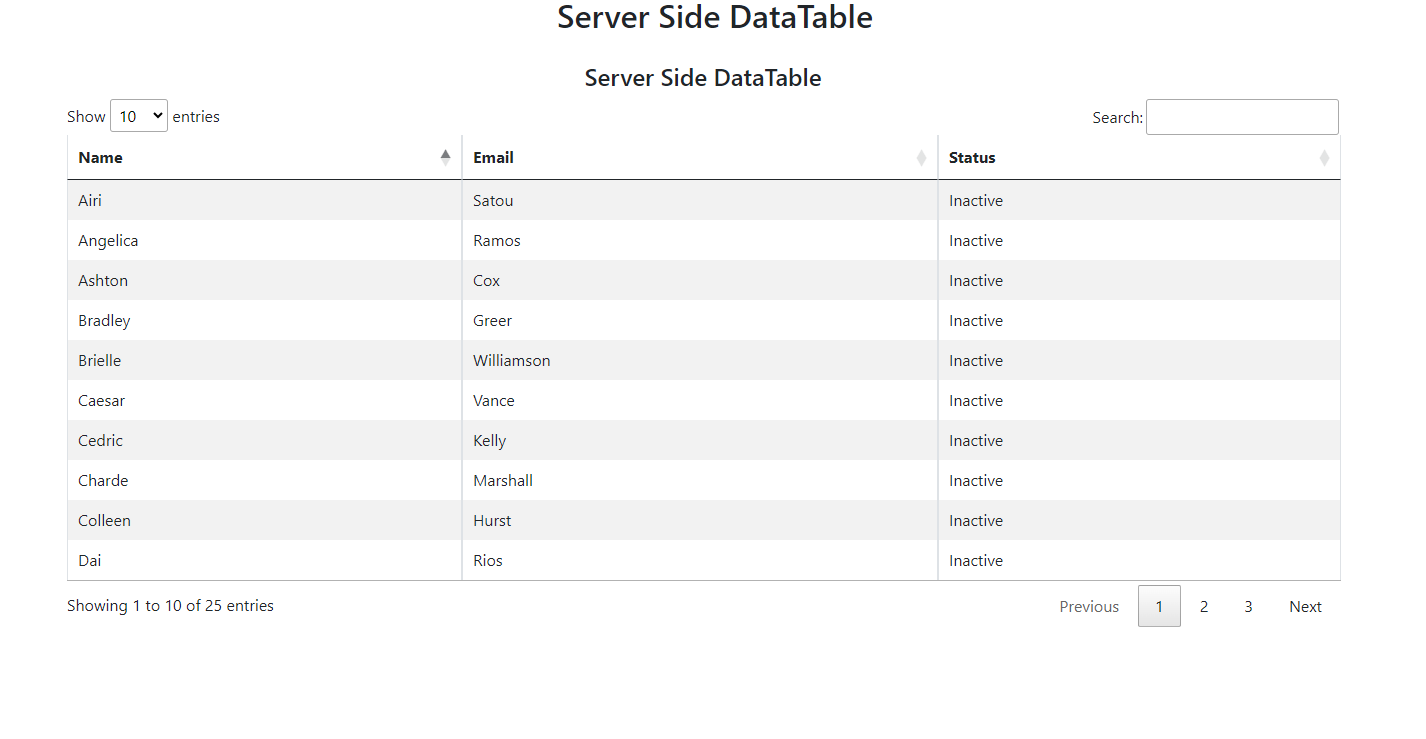 Server Side DataTable
Server Side DataTable
Show 10 entries Search:
Name Email Status
Airi Satou Inactive
Angelica Ramos Inactive
Ashton Cox Inactive
Bradley Greer Inactive
Brielle Williamson Inactive
Caesar Vance Inactive
Cedric Kelly Inactive
Charde Marshall Inactive
Colleen Hurst Inactive
Dai Rios Inactive
Showing 1 to 10 of 25 entries Previous 1 2 3 Next